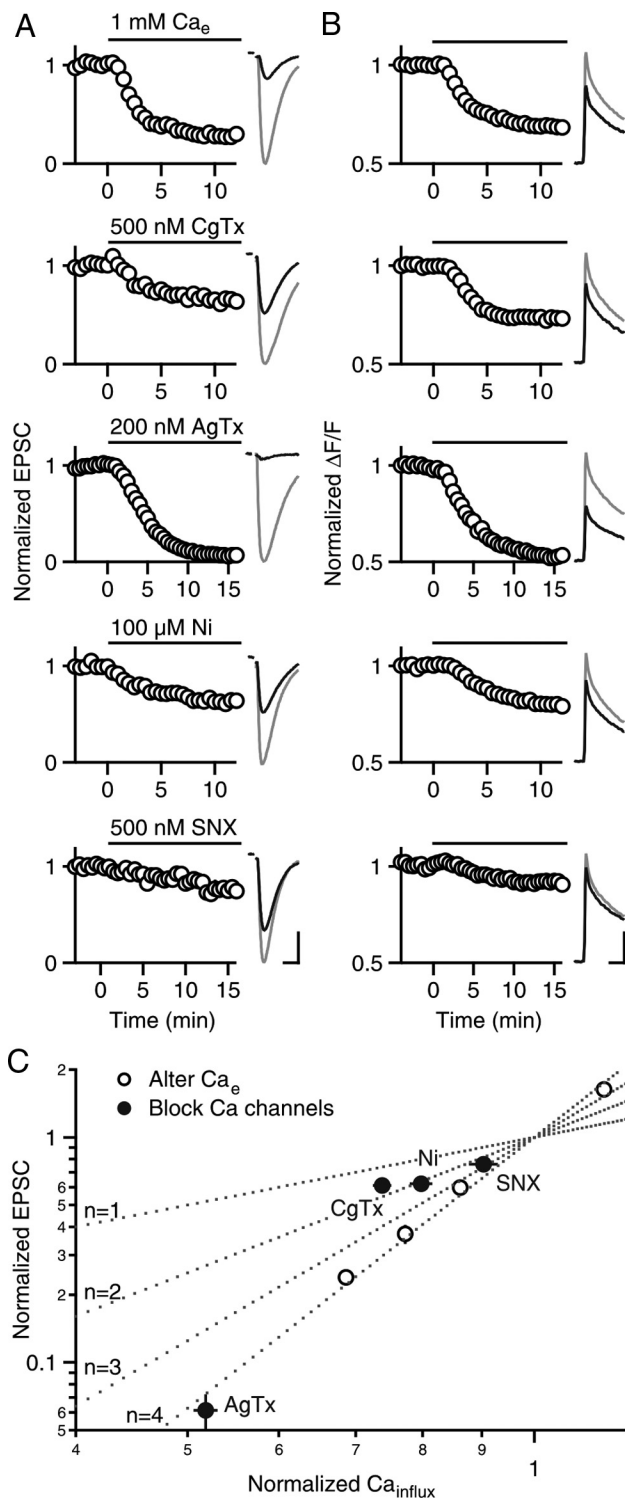 A
B
1 mM Caₑ
1
0
0 5 10
1
0.5
0 5 10
500 nM CgTx
1
0
0 5 10
1
0.5
0 5 10
200 nM AgTx
1
0
0 5 10 15
1
0.5
0 5 10 15
Normalized EPSC
Normalized ΔF/F
100 µM Ni
1
0
0 5 10
1
0.5
0 5 10
500 nM SNX
1
0
0 5 10 15
1
0.5
0 5 10 15
Time (min)
Time (min)
C
Alter Caₑ
Block Ca channels
2
1
6
5
4
3
2
0.1
6
5
Normalized EPSC
n=1
n=2
n=3
n=4
Ni
SNX
CgTx
AgTx
4 5 6 7 8 9 1
Normalized Ca influx